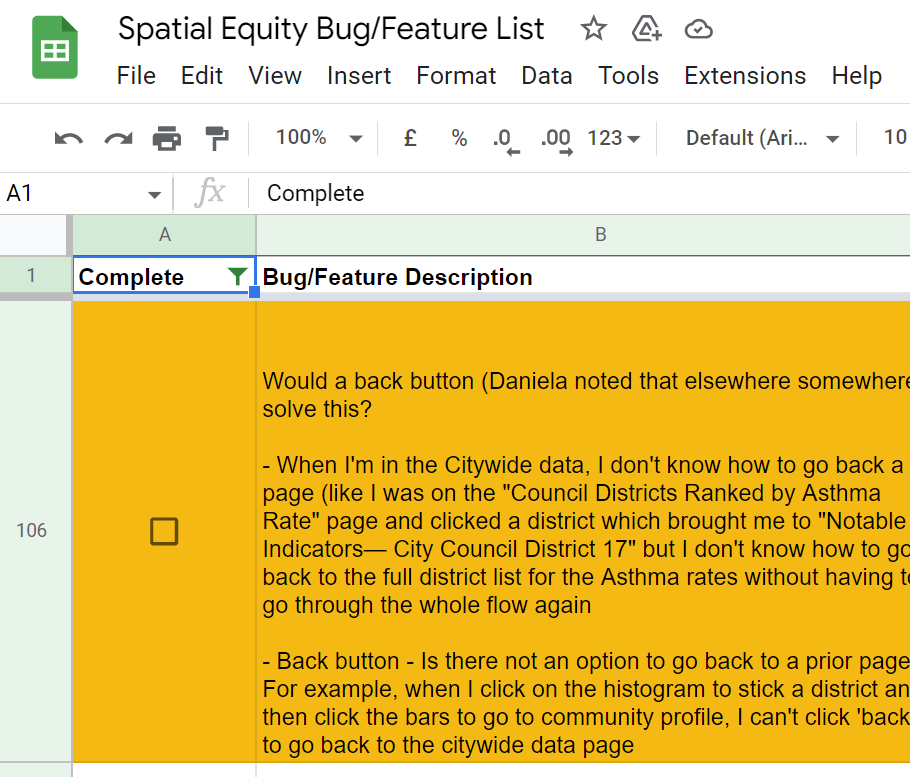 Spatial Equity Bug/Feature List
File Edit View Insert Format Data Tools Extensions Help
100% £ % .0 .00 123 Default (Ari... 10
A1 fx Complete
A B
1 Complete Bug/Feature Description
Would a back button (Daniela noted that elsewhere somewhere
solve this?
- When I'm in the Citywide data, I don't know how to go back a
page (like I was on the "Council Districts Ranked by Asthma
106 Rate" page and clicked a district which brought me to "Notable
Indicators— City Council District 17" but I don't know how to go
back to the full district list for the Asthma rates without having
go through the whole flow again
- Back button - Is there not an option to go back to a prior page
For example, when I click on the histogram to stick a district
then click the bars to go to community profile, I can't click 'back
to go back to the citywide data page